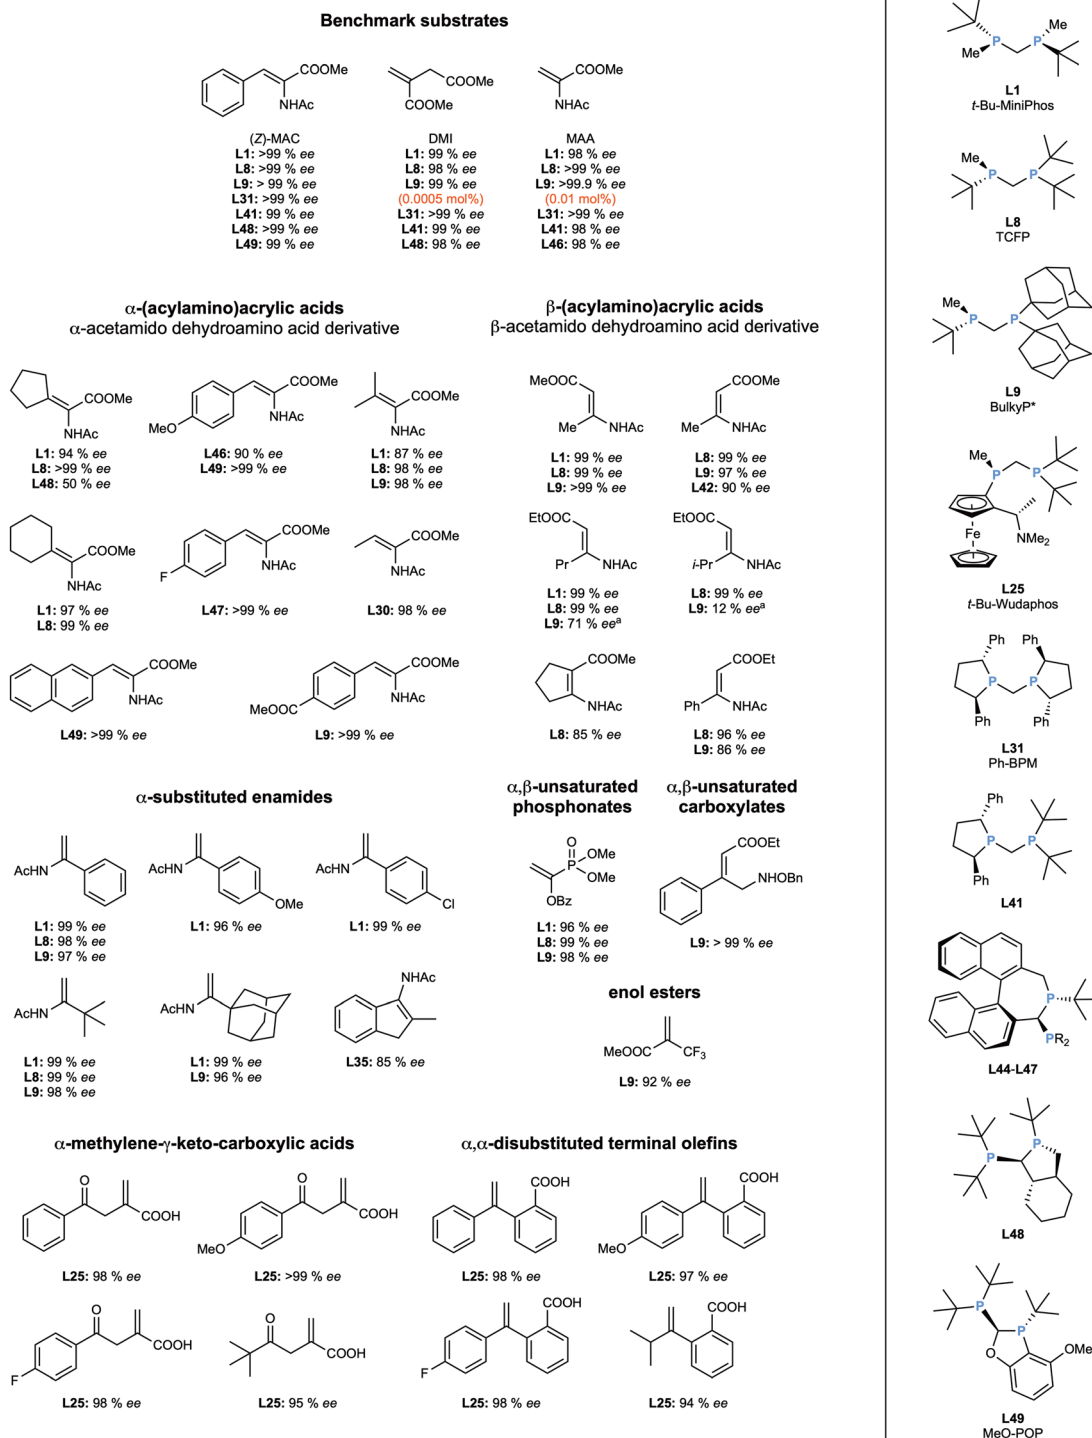 Benchmark substrates
COOMe
NHAc
(Z)-MAC
L1: >99 % ee
L8: >99 % ee
L9: > 99 % ee
L31: >99 % ee
L41: 99 % ee
L48: >99 % ee
L49: 99 % ee
COOMe
COOMe
DMI
L1: 99 % ee
L8: 98 % ee
L9: 99 % ee
(0.0005 mol%)
L31: >99 % ee
L41: 99 % ee
L48: 98 % ee
COOMe
NHAc
MAA
L1: 98 % ee
L8: >99 % ee
L9: >99.9 % ee
(0.01 mol%)
L31: >99 % ee
L41: 98 % ee
L46: 98 % ee
α-(acylamino)acrylic acids
α-acetamido dehydroamino acid derivative
COOMe
NHAc
L1: 94 % ee
L8: >99 % ee
L48: 50 % ee
COOMe
NHAc
MeO
L46: 90 % ee
L49: >99 % ee
COOMe
NHAc
L1: 87 % ee
L8: 98 % ee
L9: 98 % ee
COOMe
NHAc
L1: 97 % ee
L8: 99 % ee
COOMe
NHAc
F
L47: >99 % ee
COOMe
NHAc
L30: 98 % ee
COOMe
NHAc
L49: >99 % ee
COOMe
NHAc
MeOOC
L9: >99 % ee
β-(acylamino)acrylic acids
β-acetamido dehydroamino acid derivative
MeOOC
Me NHAc
L1: 99 % ee
L8: 99 % ee
L9: >99 % ee
COOMe
Me NHAc
L8: 99 % ee
L9: 97 % ee
L42: 90 % ee
EtOOC
Pr NHAc
L1: 99 % ee
L8: 99 % ee
L9: 71 % eeᵃ
EtOOC
i-Pr NHAc
L8: 99 % ee
L9: 12 % eeᵃ
COOMe
NHAc
L8: 85 % ee
COOEt
Ph NHAc
L8: 96 % ee
L9: 86 % ee
α-substituted enamides
AcHN
L1: 99 % ee
L8: 98 % ee
L9: 97 % ee
AcHN
OMe
L1: 96 % ee
AcHN
Cl
L1: 99 % ee
AcHN
L1: 99 % ee
L8: 99 % ee
L9: 98 % ee
AcHN
L1: 99 % ee
L9: 96 % ee
NHAc
L35: 85 % ee
α,β-unsaturated
phosphonates
O
P
OMe
OMe
OBz
L1: 96 % ee
L8: 99 % ee
L9: 98 % ee
α,β-unsaturated
carboxylates
COOEt
NHOBn
L9: > 99 % ee
enol esters
MeOOC CF3
L9: 92 % ee
α-methylene-γ-keto-carboxylic acids
O
COOH
L25: 98 % ee
O
COOH
MeO
L25: >99 % ee
O
COOH
F
L25: 98 % ee
O
COOH
L25: 95 % ee
α,α-disubstituted terminal olefins
COOH
L25: 98 % ee
COOH
MeO
L25: 97 % ee
COOH
F
L25: 98 % ee
COOH
L25: 94 % ee
Me
P P
Me
L1
t-Bu-MiniPhos
Me
P P
L8
TCFP
Me
P P
L9
BulkyP*
Me
P P
Fe
NMe2
L25
t-Bu-Wudaphos
Ph Ph
P P
Ph Ph
L31
Ph-BPM
Ph
P P
Ph
L41
P
PR2
L44-L47
P
P
L48
P
P
O
OMe
L49
MeO-POP